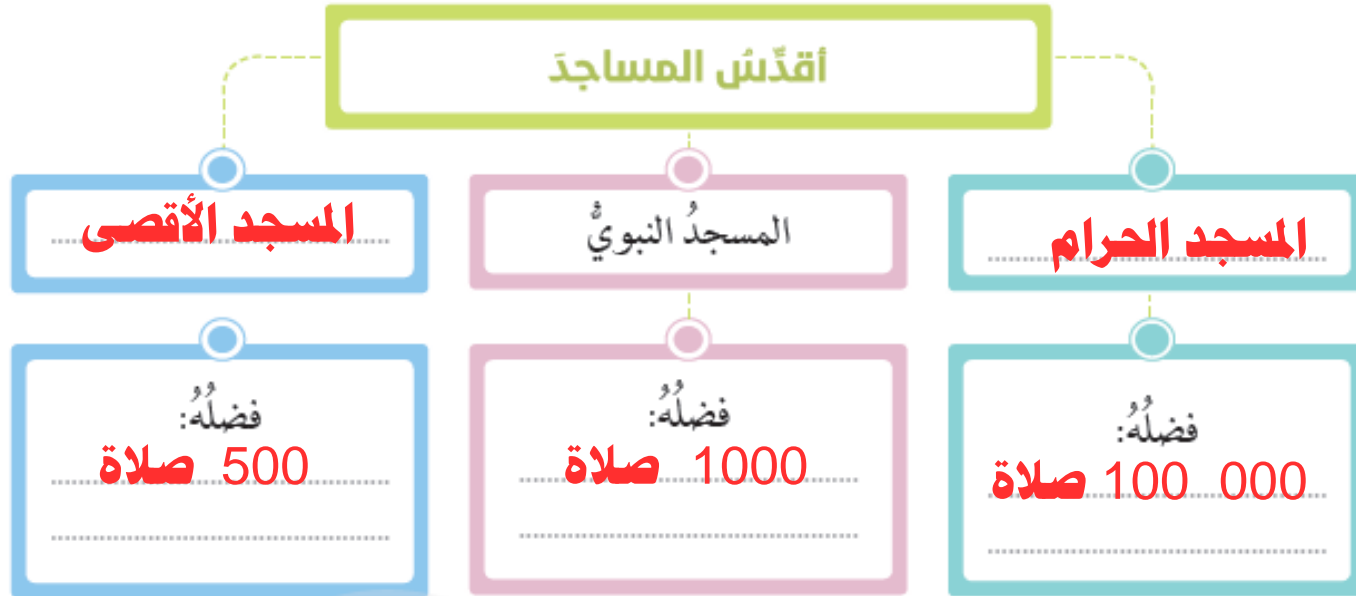 أقدِّسُ المساجدَ
المسجد الحرام
المسجدُ النبويُّ
المسجد الأقصى
فضلُهُ:
000 100 صلاة
فضلُهُ:
1000 صلاة
فضلُهُ:
500 صلاة